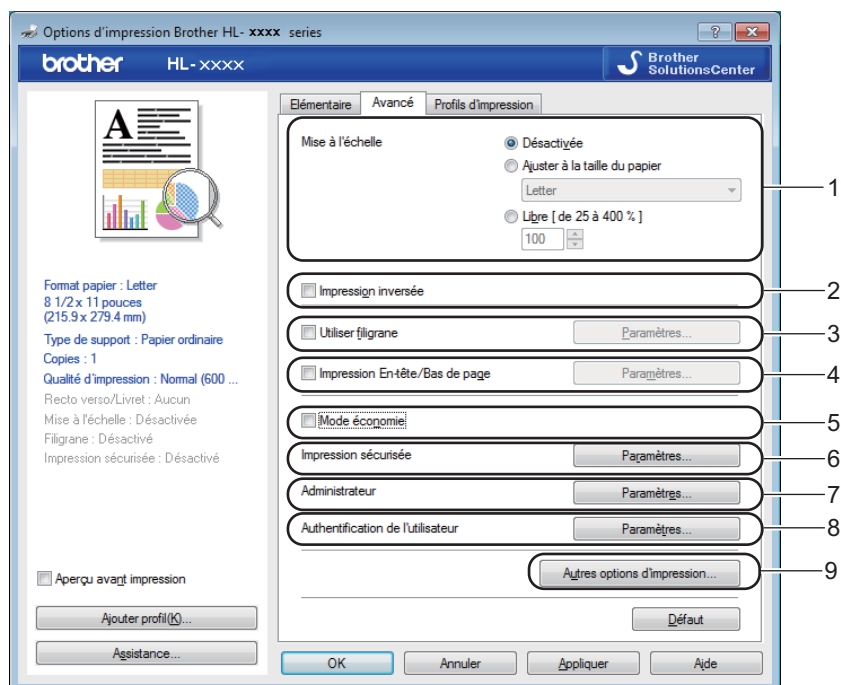 Options d'impression Brother HL- xxxx series
brother HL-xxxx
Brother
SolutionsCenter
Elémentaire Avancé Profils d'impression
Mise à l'échelle
Désactivée
Ajuster à la taille du papier
Letter
Libre [ de 25 à 400 % ]
100
1
Impression inversée
2
Utiliser filigrane Paramètres...
3
Impression En-tête/Bas de page Paramètres...
4
Mode économie
5
Impression sécurisée Paramètres...
6
Administrateur Paramètres...
7
Authentification de l'utilisateur Paramètres...
8
Autres options d'impression...
9
Défaut
A
Format papier : Letter
8 1/2 x 11 pouces
(215.9 x 279.4 mm)
Type de support : Papier ordinaire
Copies : 1
Qualité d'impression : Normal (600 ...
Recto verso/Livret : Aucun
Mise à l'échelle : Désactivée
Filigrane : Désactivé
Impression sécurisée : Désactivé
Aperçu avant impression
Ajouter profil(K)...
Assistance...
OK Annuler Appliquer Aide